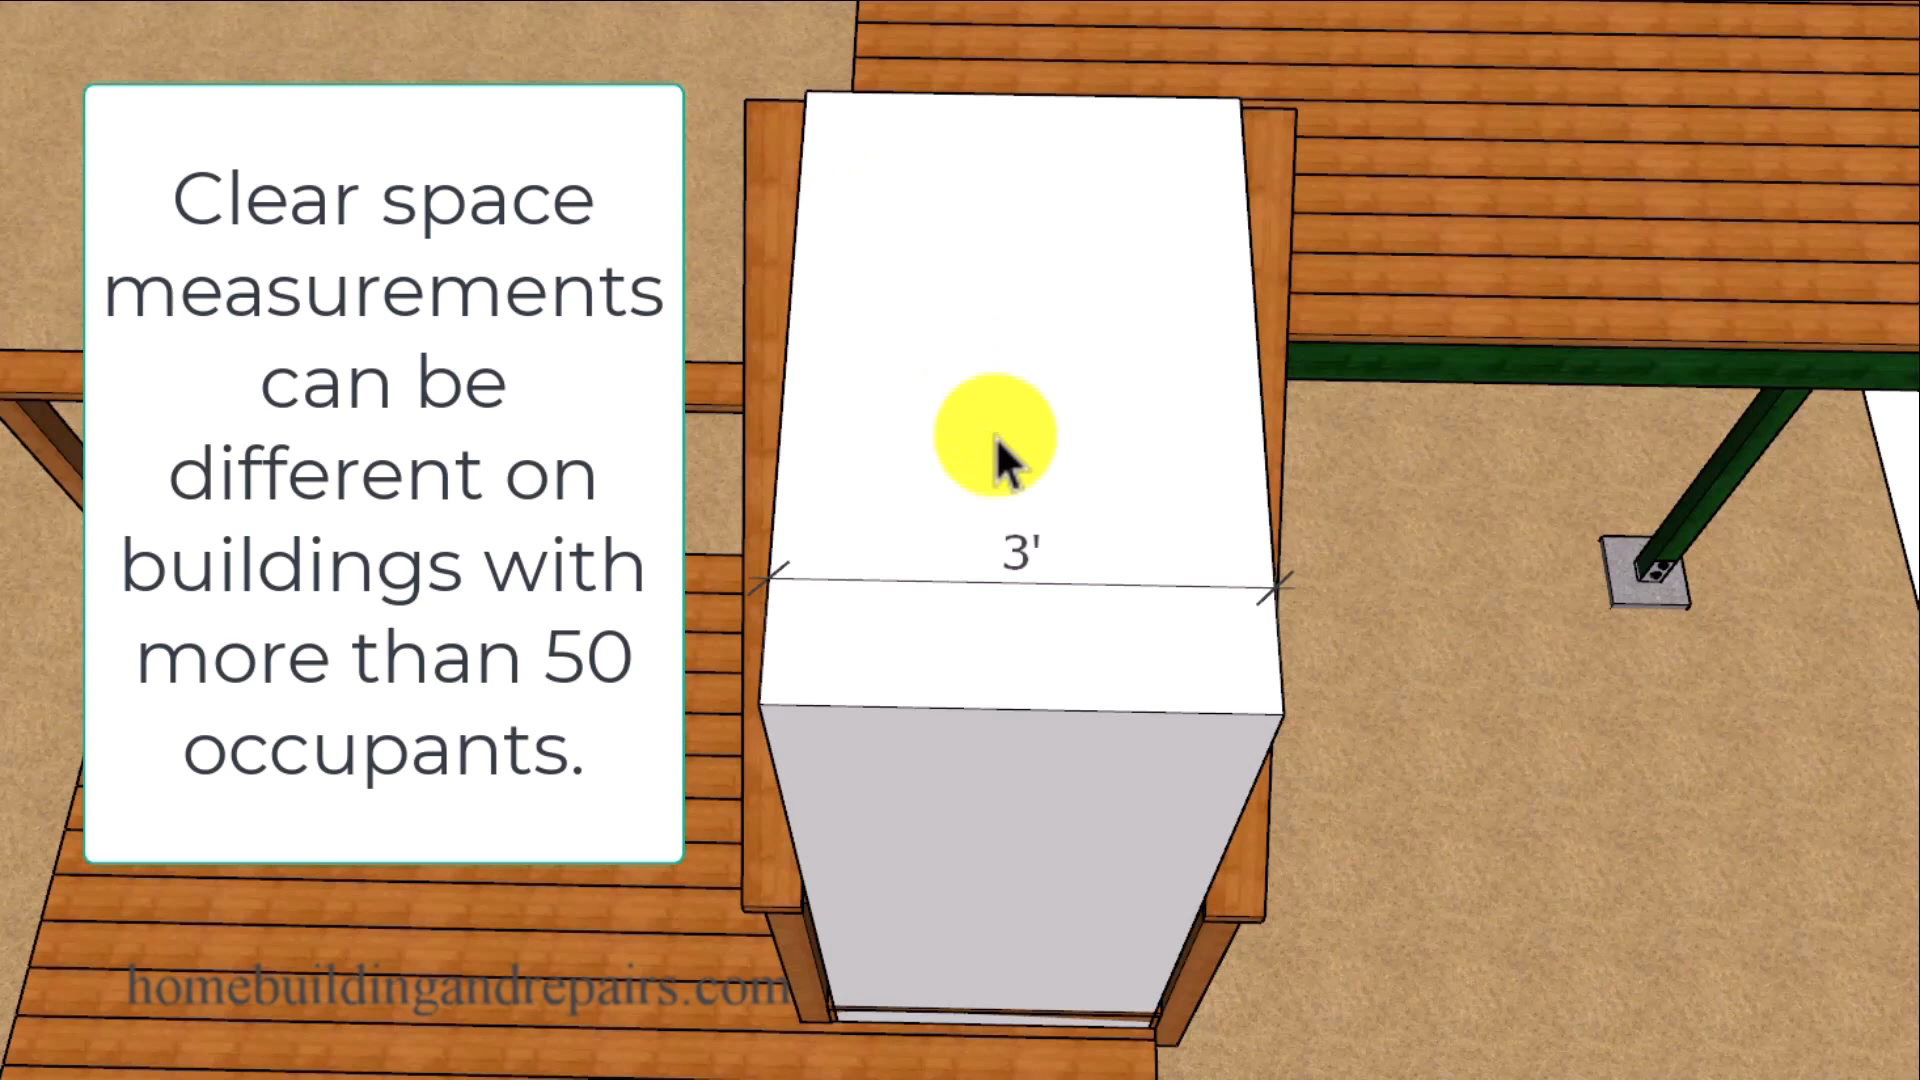 Clear space
measurements
can be
different on
buildings with
more than 50
occupants.
3'
homebuildingandrepairs.com